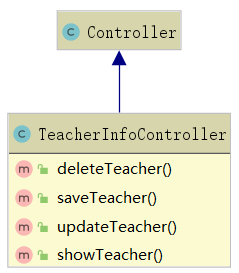 C Controller
C TeacherInfoController
m deleteTeacher()
m saveTeacher()
m updateTeacher()
m showTeacher()